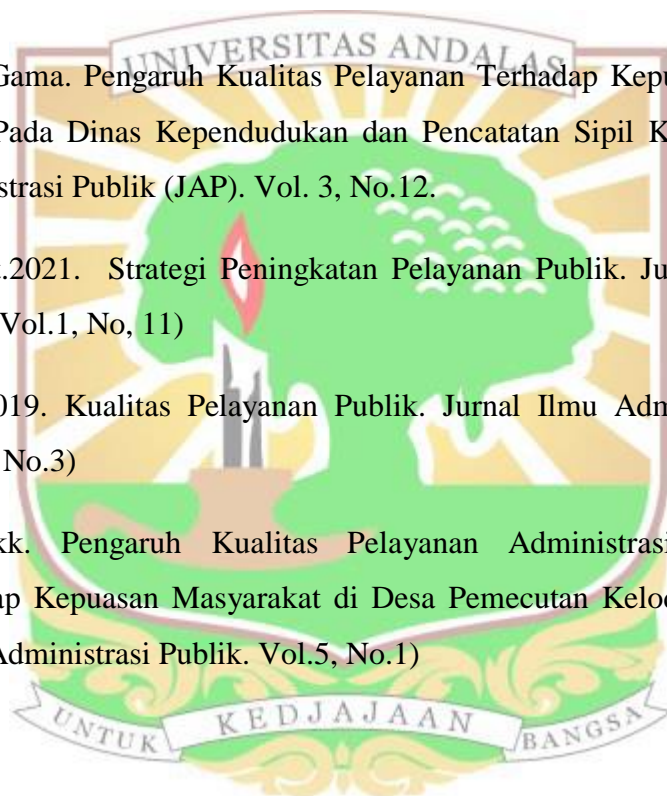 UNIVERSITAS ANDALAS
Gama. Pengaruh Kualitas Pelayanan Terhadap Kepu
Pada Dinas Kependudukan dan Pencatatan Sipil K
strasi Publik (JAP). Vol. 3, No.12.
.2021. Strategi Peningkatan Pelayanan Publik. Ju
Vol.1, No, 11)
019. Kualitas Pelayanan Publik. Jurnal Ilmu Adm
No.3)
kk. Pengaruh Kualitas Pelayanan Administrasi
ap Kepuasan Masyarakat di Desa Pemecutan Keloc
Administrasi Publik. Vol.5, No.1)
UNTUK KEDJAJAAN BANGSA